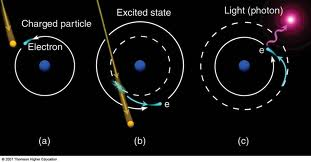 Charged particle
Electron
Excited state
e
Light (photon)
e
(a)
(b)
(c)
© 2007 Thomson Higher Education